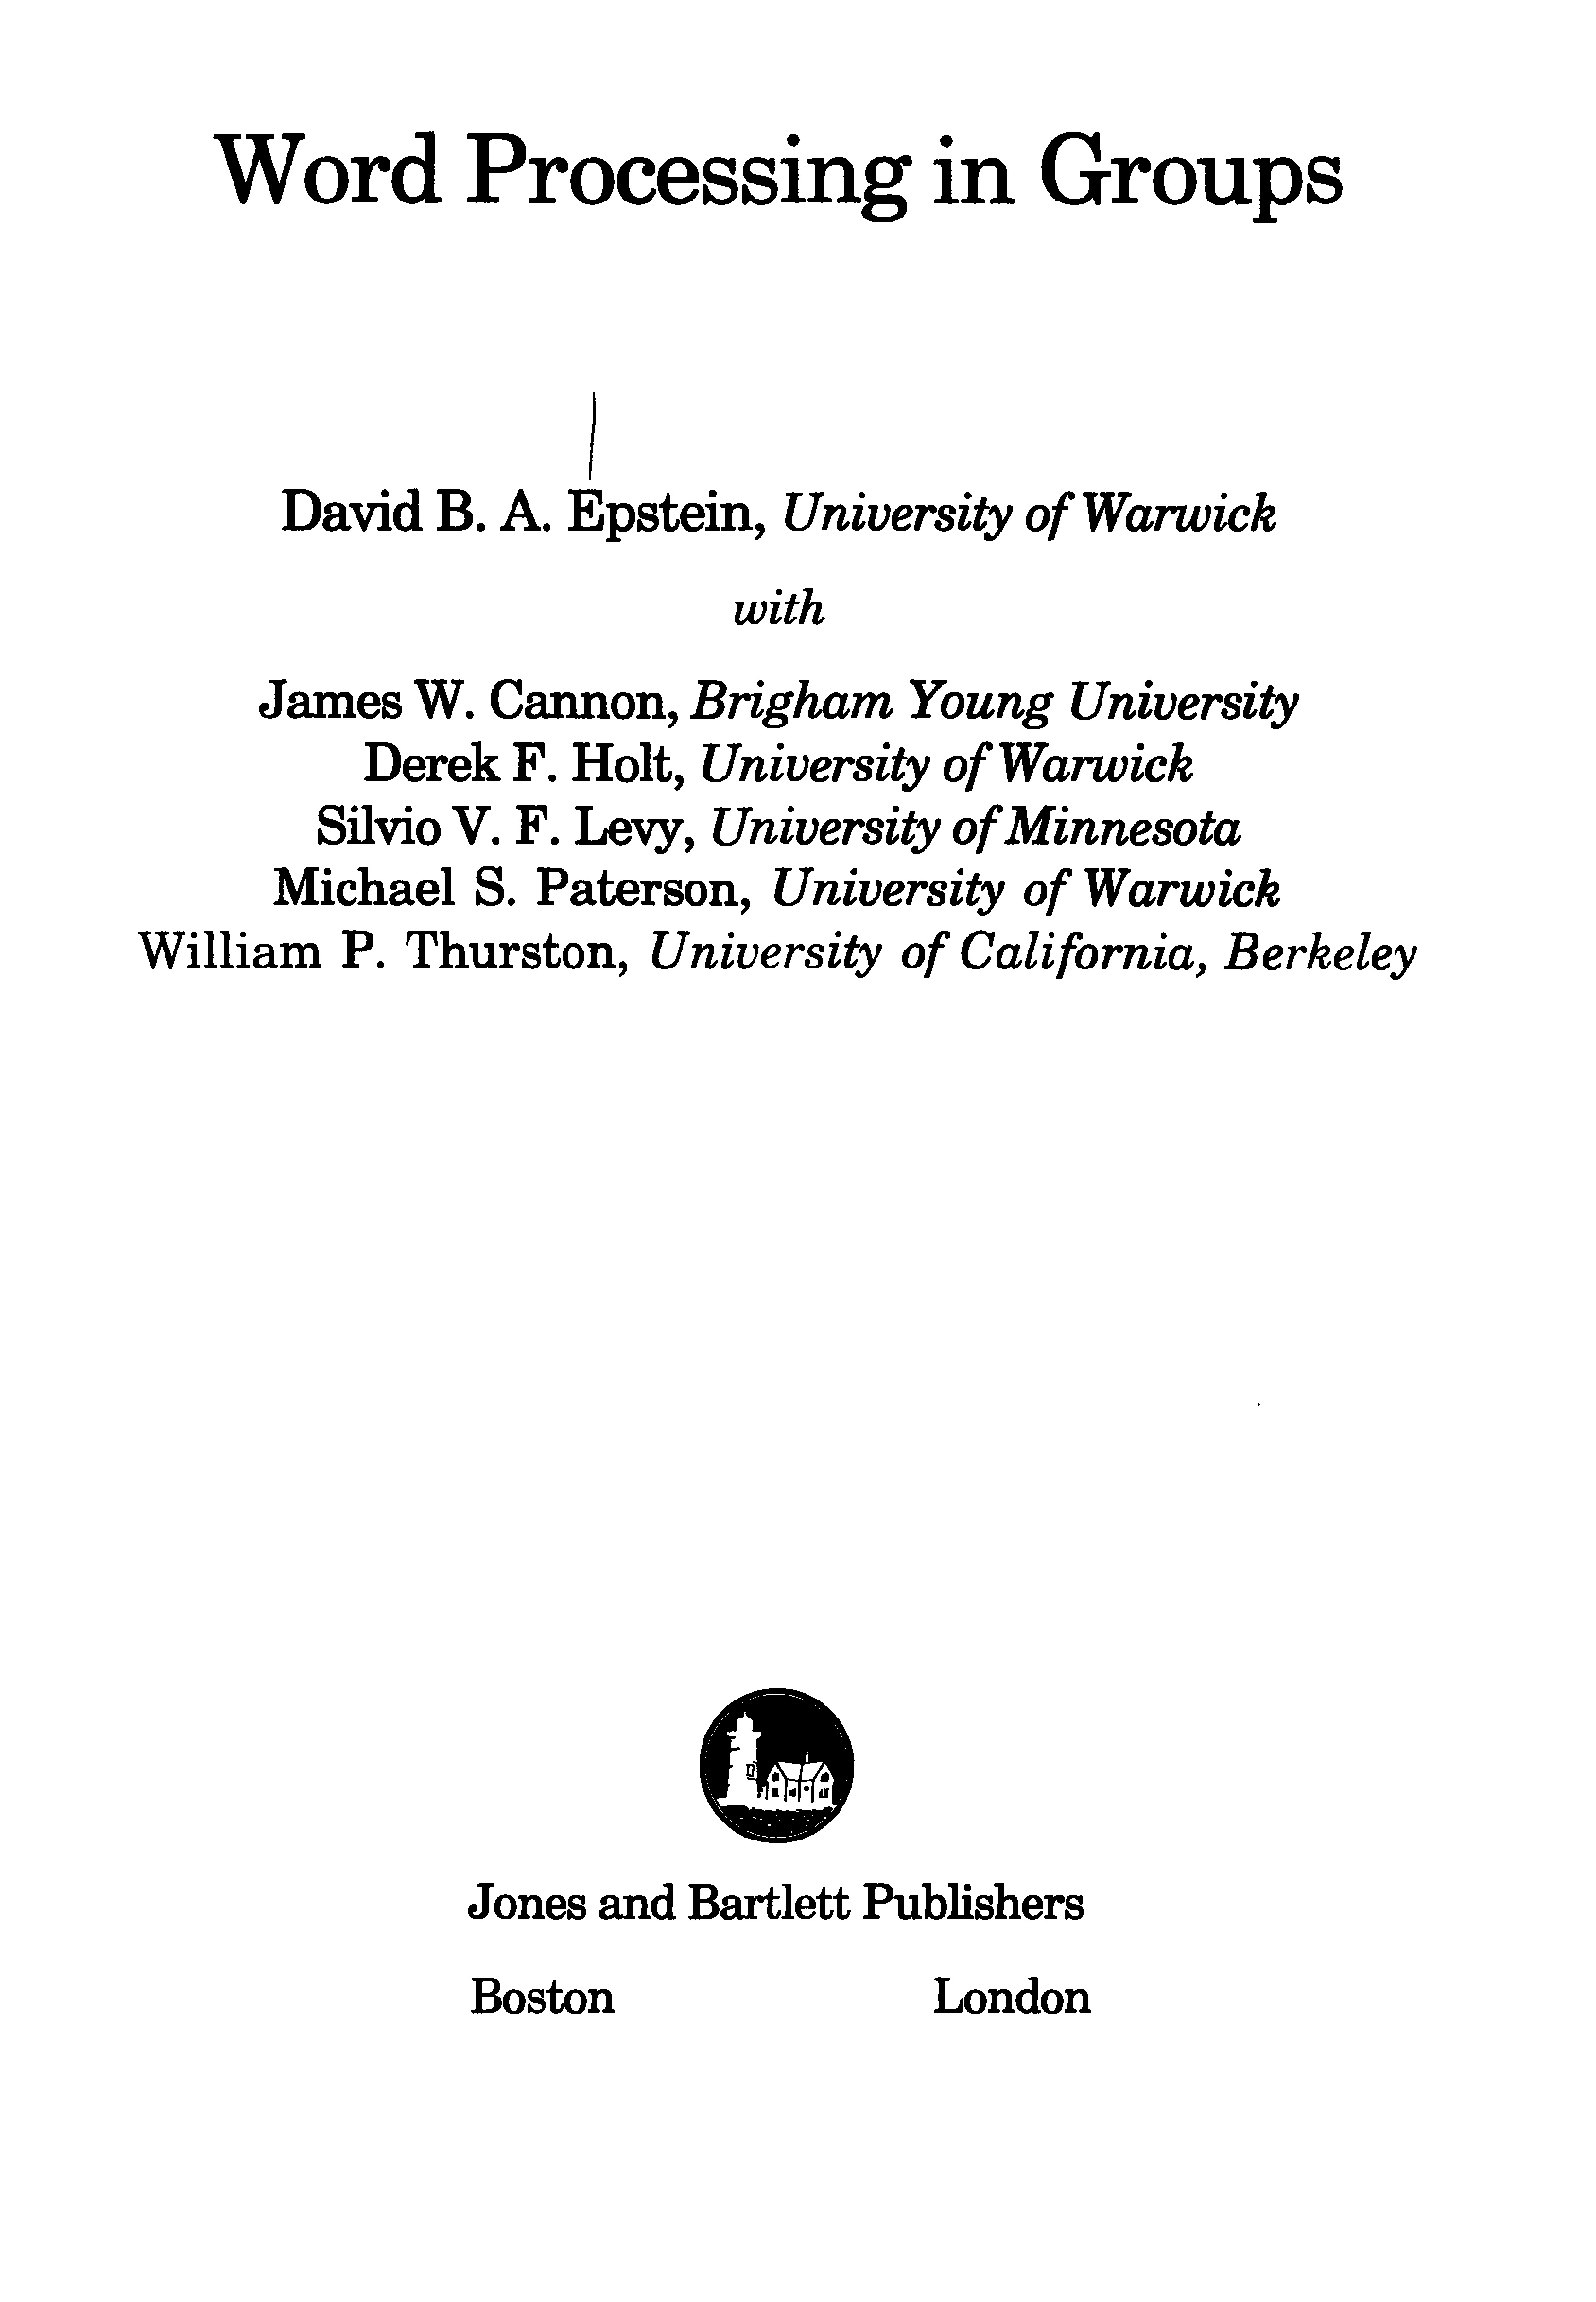 Word Processing in Groups
David B. A. Epstein, University of Warwick
with
James W. Cannon, Brigham Young University
Derek F. Holt, University of Warwick
Silvio V. F. Levy, University of Minnesota
Michael S. Paterson, University of Warwick
William P. Thurston, University of California, Berkeley
Jones and Bartlett Publishers
Boston London